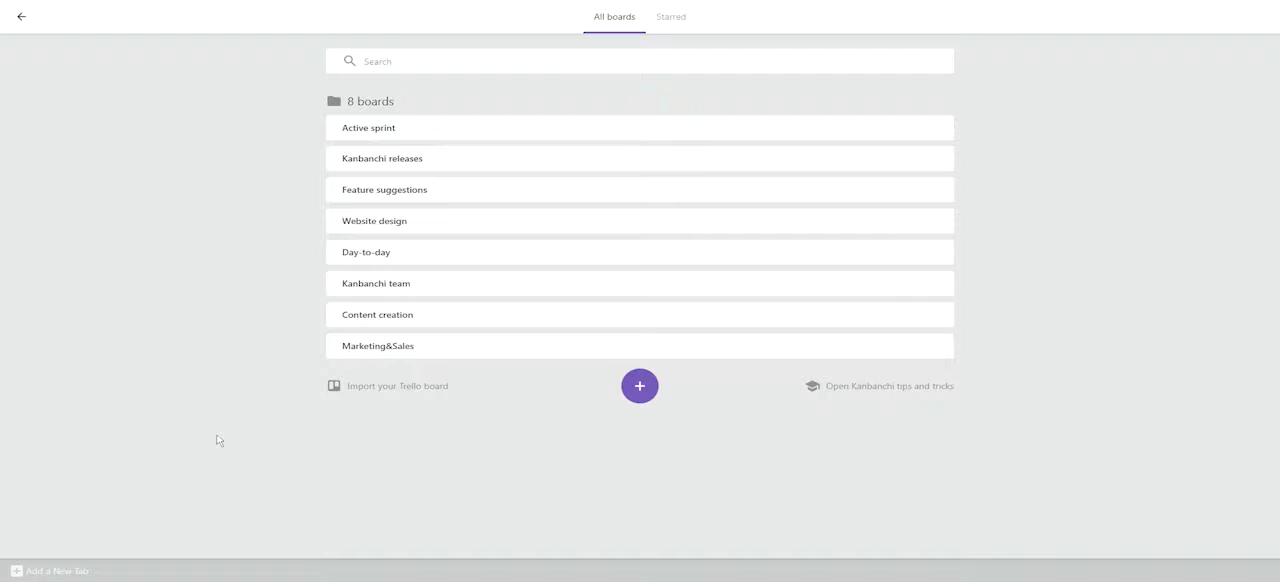 All boards Starred
Search
8 boards
Active sprint
Kanbanchi releases
Feature suggestions
Website design
Day-to-day
Kanbanchi team
Content creation
Marketing&Sales
Import your Trello board
Open Kanbanchi tips and tricks
Add a New Tab